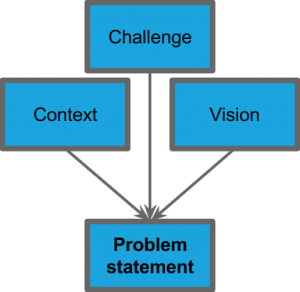 Challenge
Context
Vision
Problem
statement